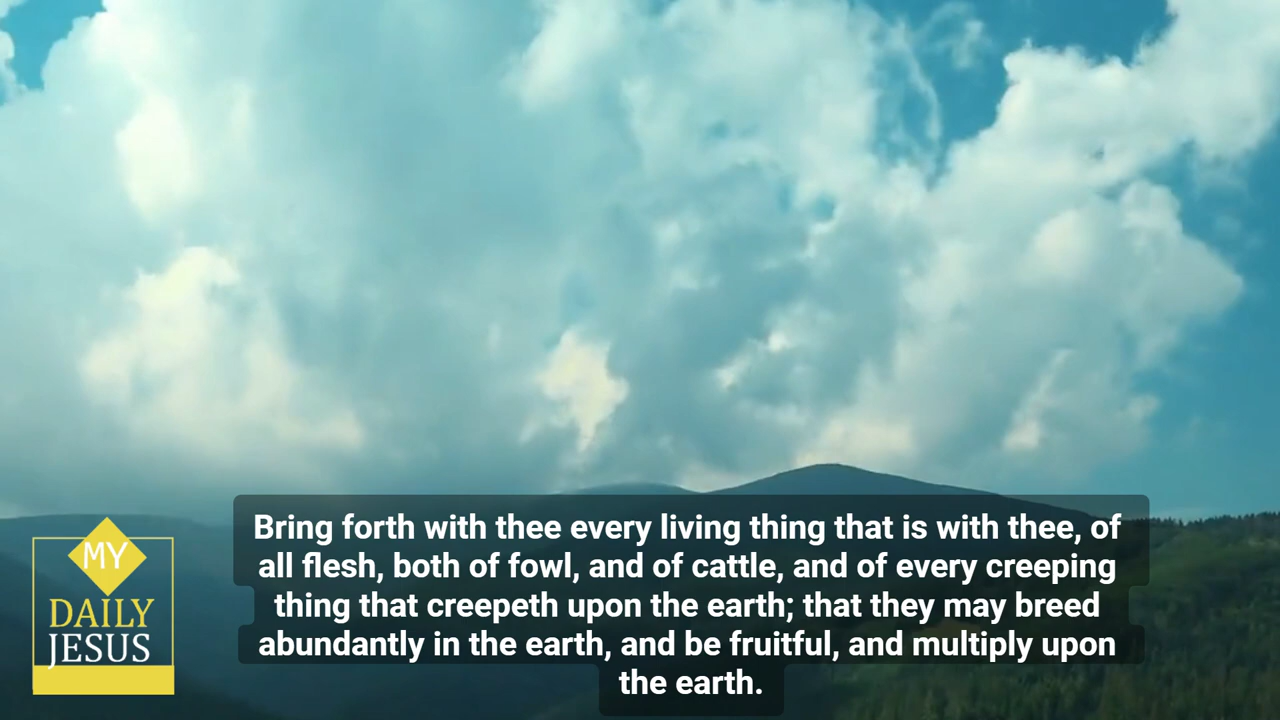 Bring forth with thee every living thing that is with thee, of
all flesh, both of fowl, and of cattle, and of every creeping
thing that creepeth upon the earth; that they may breed
abundantly in the earth, and be fruitful, and multiply upon
the earth.
MY
DAILY
JESUS